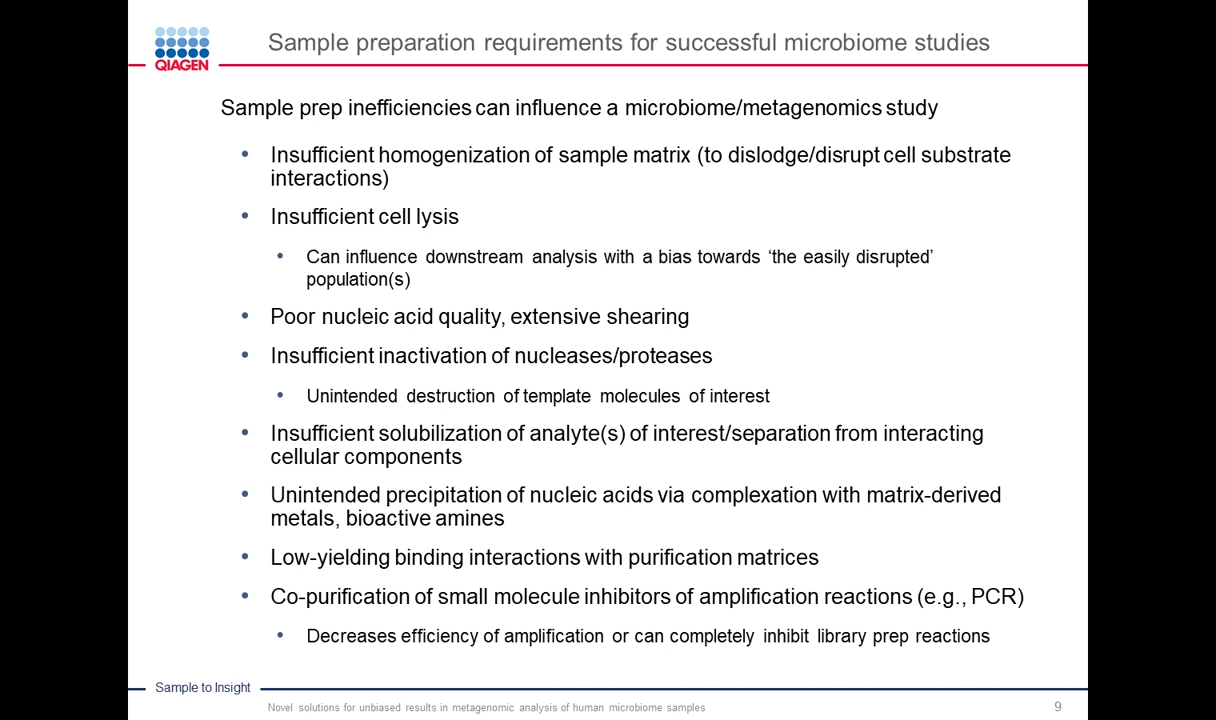 QIAGEN
Sample preparation requirements for successful microbiome studies
Sample prep inefficiencies can influence a microbiome/metagenomics study
• Insufficient homogenization of sample matrix (to dislodge/disrupt cell substrate
interactions)
• Insufficient cell lysis
• Can influence downstream analysis with a bias towards ‘the easily disrupted’
population(s)
• Poor nucleic acid quality, extensive shearing
• Insufficient inactivation of nucleases/proteases
• Unintended destruction of template molecules of interest
• Insufficient solubilization of analyte(s) of interest/separation from interacting
cellular components
• Unintended precipitation of nucleic acids via complexation with matrix-derived
metals, bioactive amines
• Low-yielding binding interactions with purification matrices
• Co-purification of small molecule inhibitors of amplification reactions (e.g., PCR)
• Decreases efficiency of amplification or can completely inhibit library prep reactions
Sample to Insight
Novel solutions for unbiased results in metagenomic analysis of human microbiome samples
9